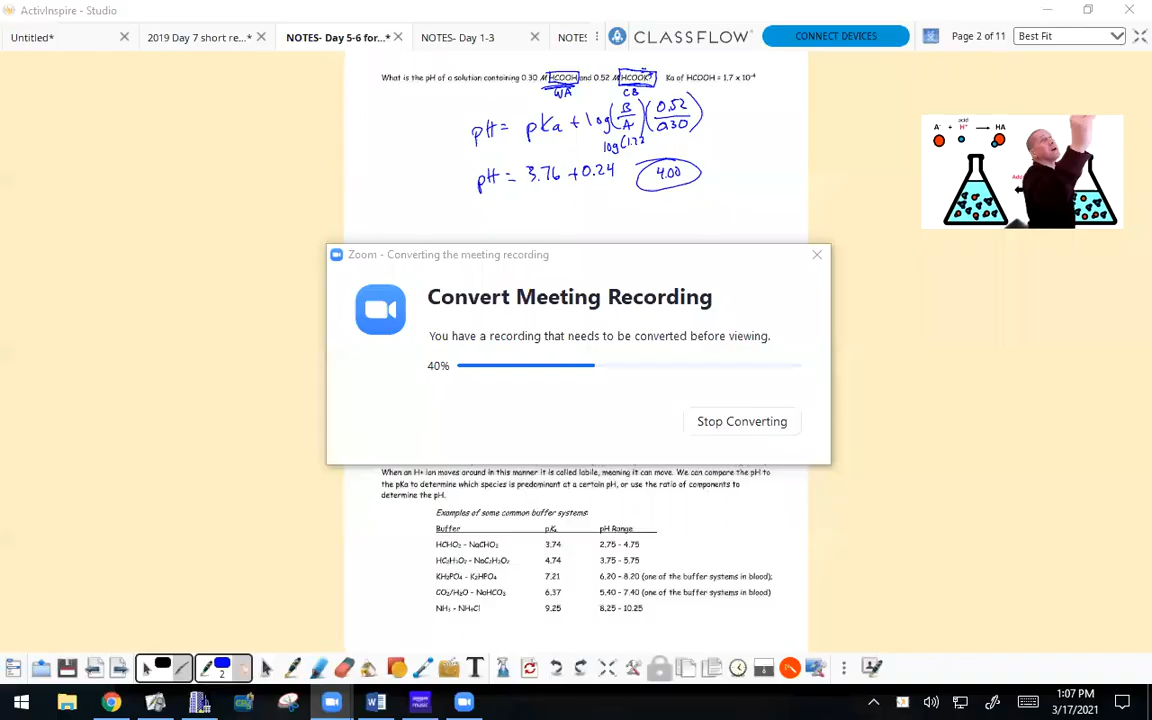 ActivInspire - Studio
Untitled*
2019 Day 7 short re...*
NOTES- Day 5-6 for...*
NOTES- Day 1-3
NOTES
CLASSFLOW
CONNECT DEVICES
Page 2 of 11
Best Fit
What is the pH of a solution containing 0.30 M HCOOH and 0.52 M HCOOK? Ka of HCOOH = 1.7 x 10-4
WA CB
pH = pKa + log (B/A) (0.52/0.30)
log(1.73
pH = 3.76 + 0.24 4.00
acid
A- + H+ → HA
Zoom - Converting the meeting recording
Convert Meeting Recording
You have a recording that needs to be converted before viewing.
40%
Stop Converting
When an H+ ion moves around in this manner it is called labile, meaning it can move. We can compare the pH to
the pKa to determine which species is predominant at a certain pH, or use the ratio of components to
determine the pH.
Examples of some common buffer systems:
Buffer pKa pH Range
HCHO2 - NaCHO2 3.74 2.75 - 4.75
HC2H3O2 - NaC2H3O2 4.74 3.75 - 5.75
KH2PO4 - K2HPO4 7.21 6.20 - 8.20 (one of the buffer systems in blood);
CO2/H2O - NaHCO3 6.37 5.40 - 7.40 (one of the buffer systems in blood)
NH3 - NH4Cl 9.25 8.25 - 10.25
2
T
1:07 PM
3/17/2021